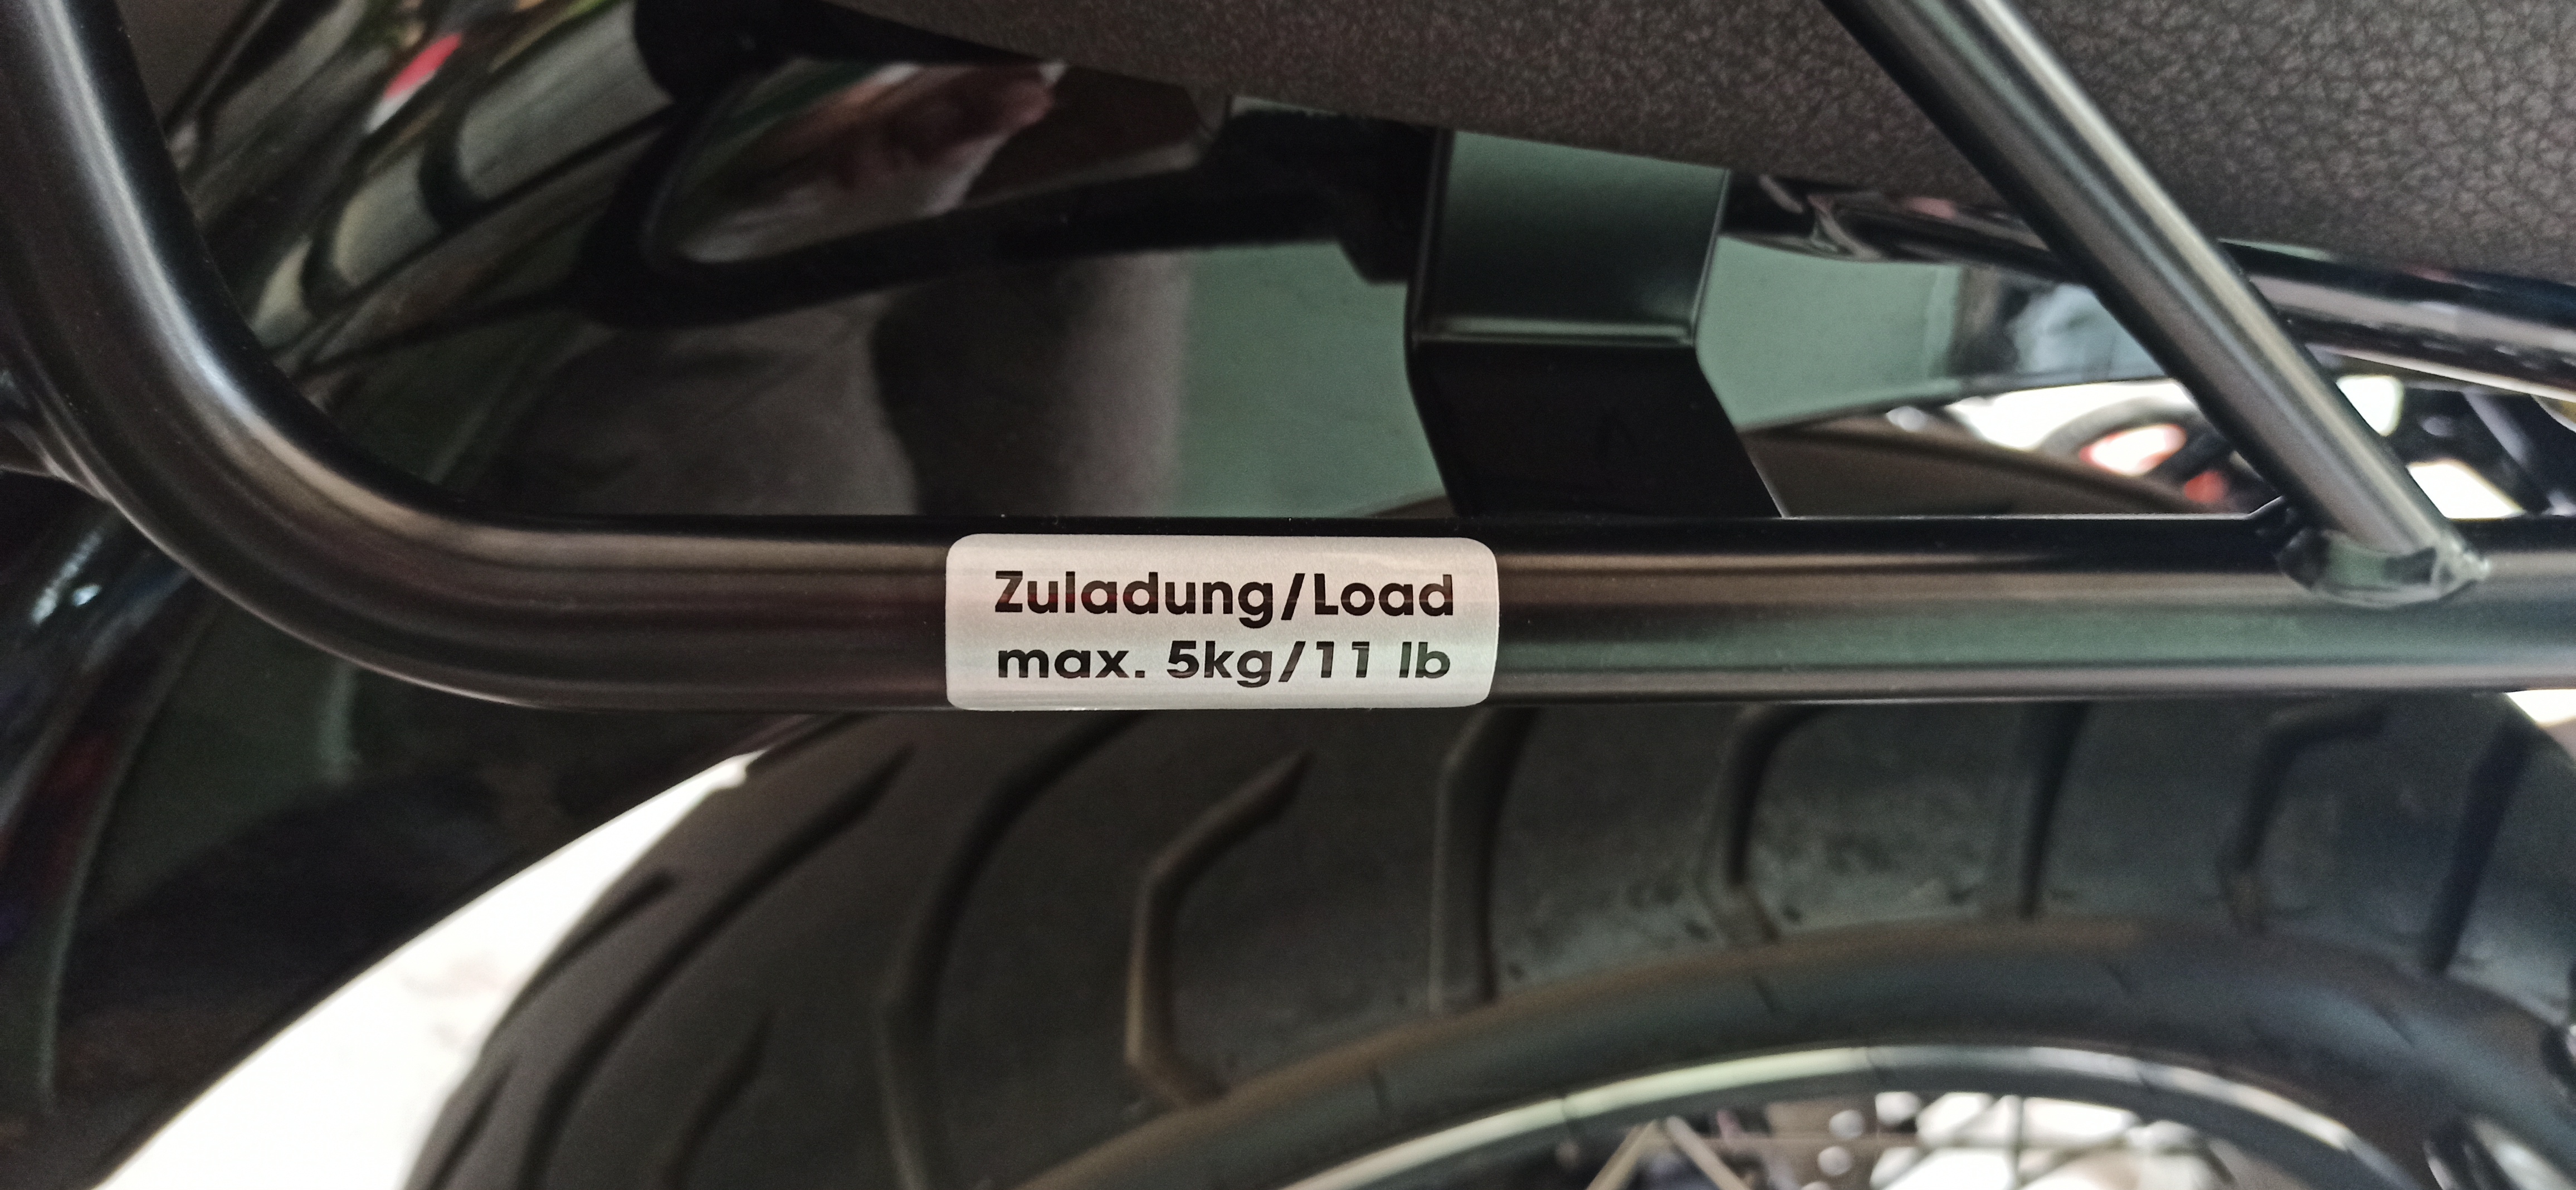 Zuladung/Load
max. 5kg/11 lb